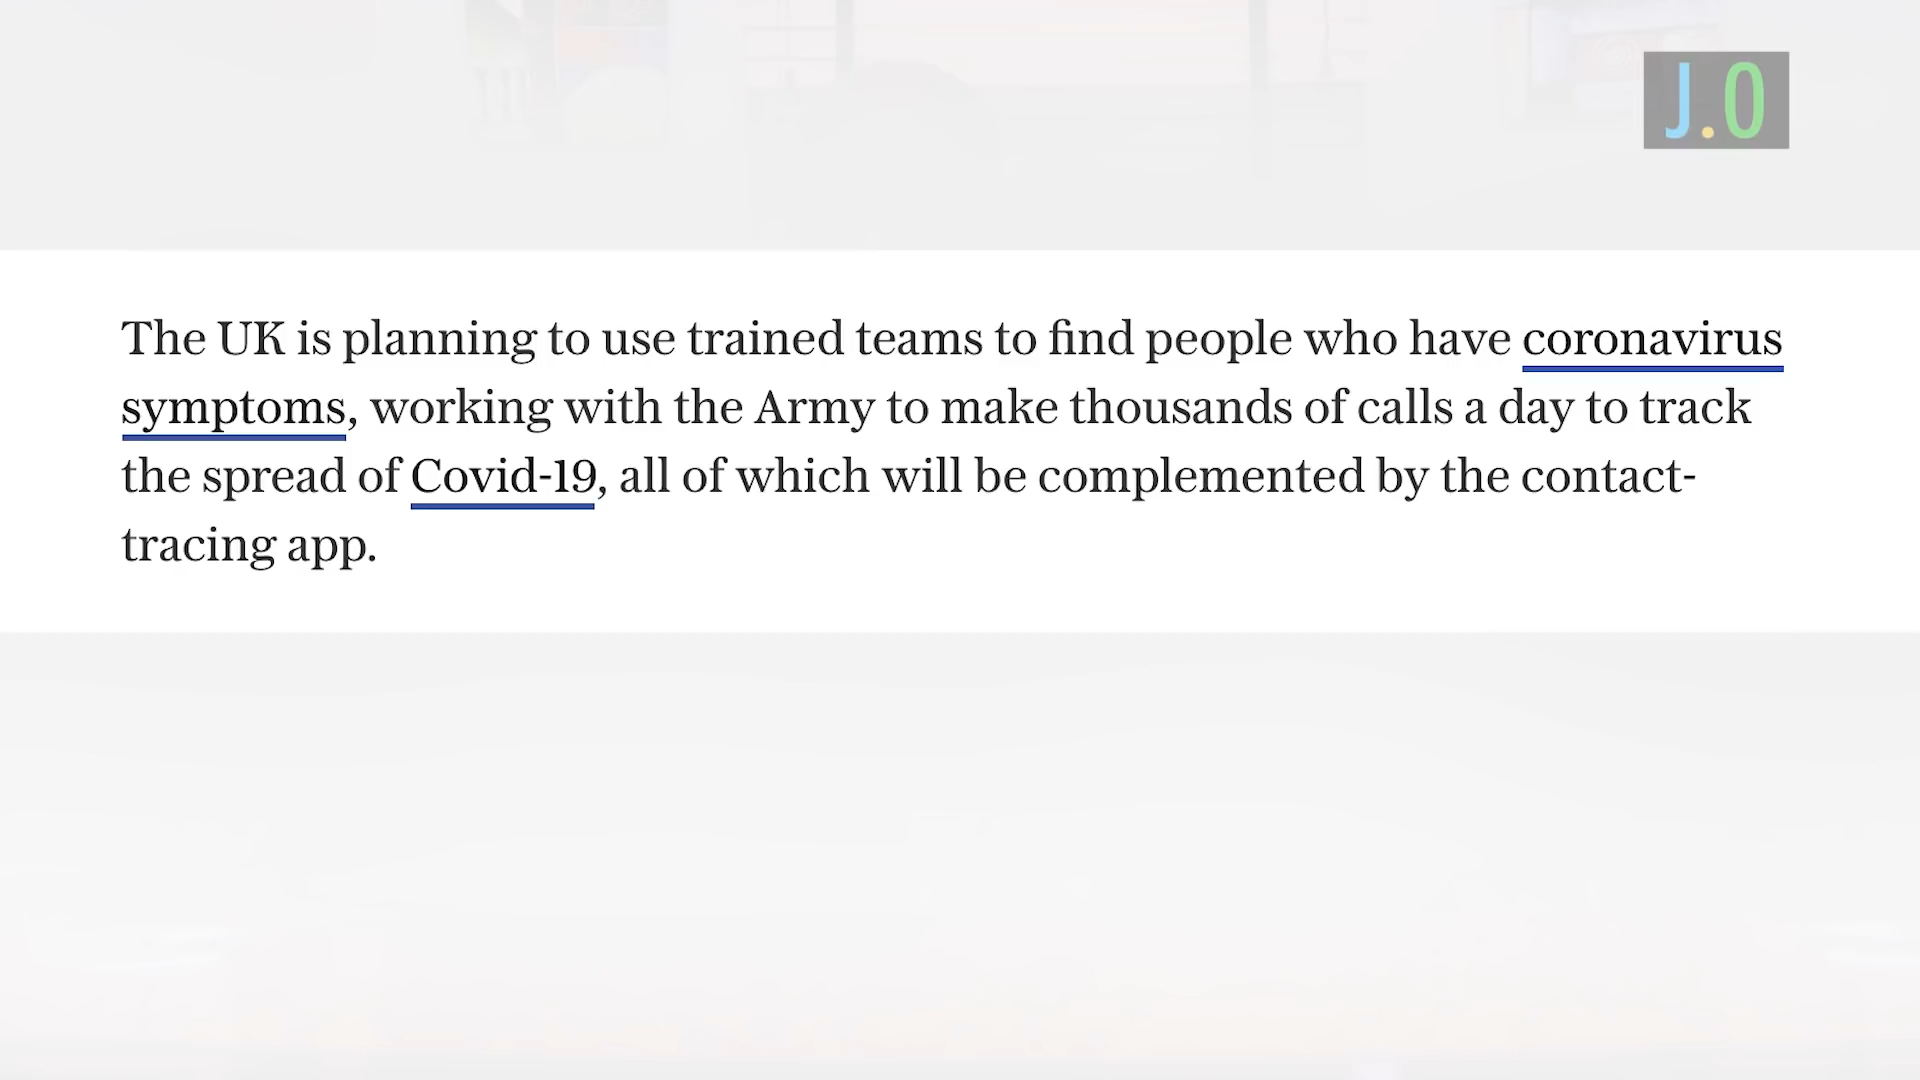 J.O
The UK is planning to use trained teams to find people who have coronavirus
symptoms, working with the Army to make thousands of calls a day to track
the spread of Covid-19, all of which will be complemented by the contact-
tracing app.